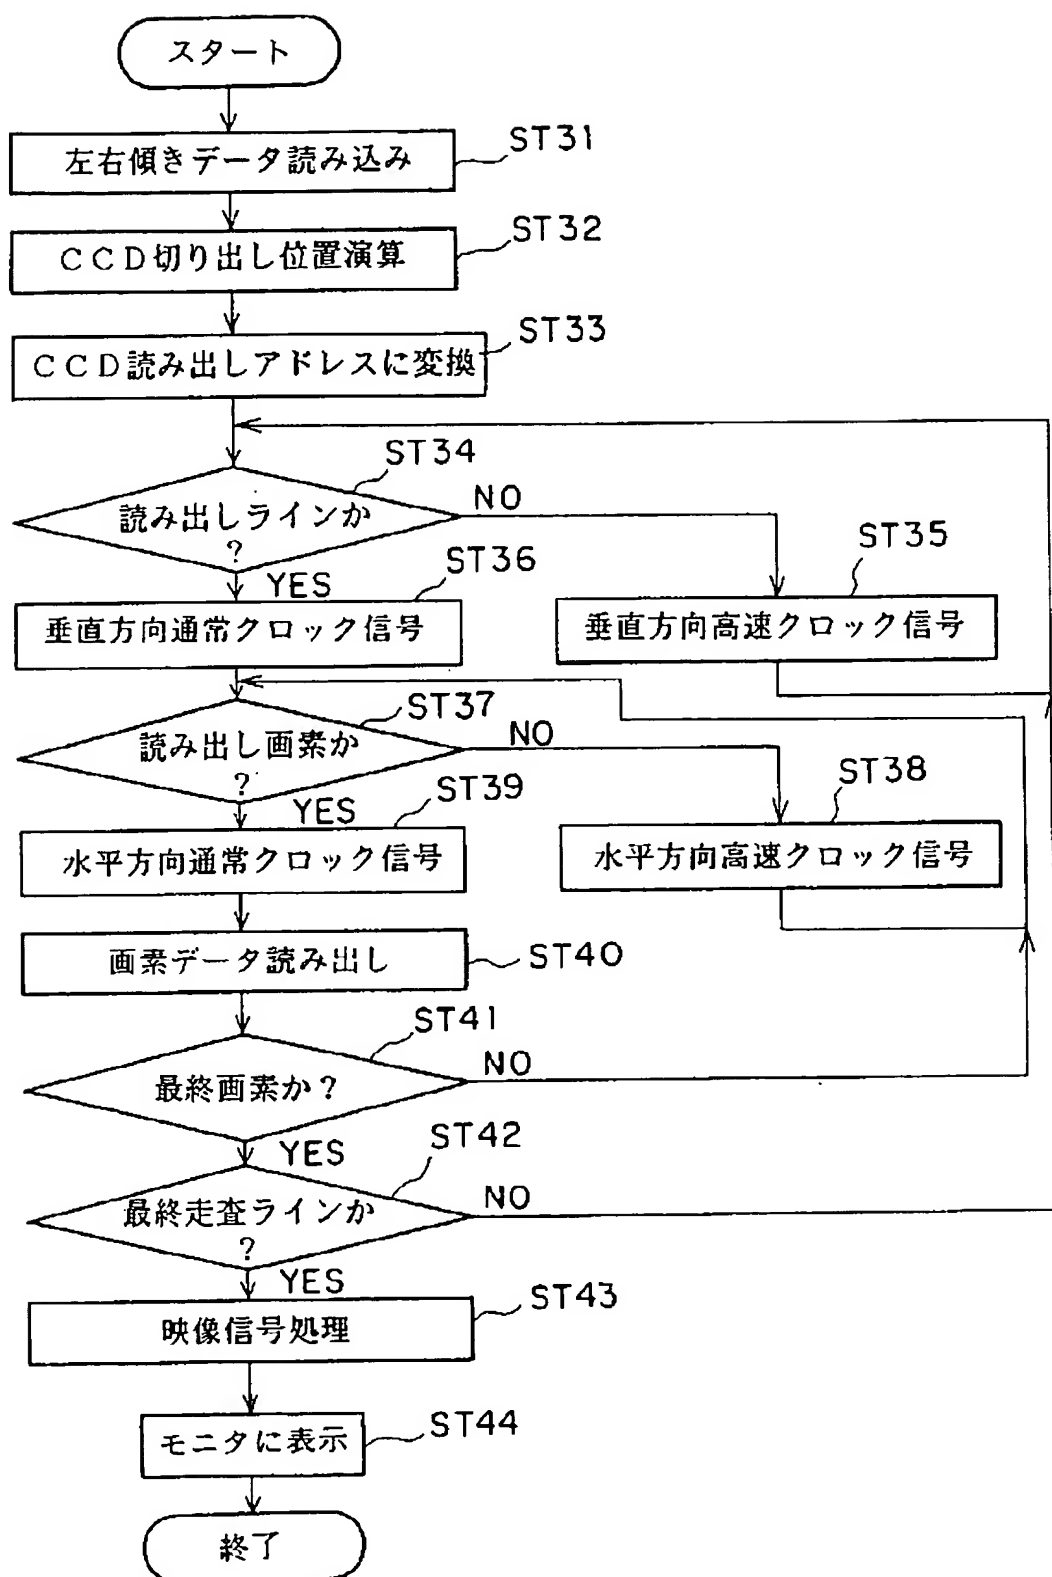 スタート
ST31
左右傾きデータ読み込み
ST32
CCD切り出し位置演算
ST33
CCD読み出しアドレスに変換
ST34
NO
読み出しラインか
?
ST35
ST36
YES
垂直方向通常クロック信号
垂直方向高速クロック信号
ST37
NO
読み出し画素か
?
ST38
ST39
YES
水平方向通常クロック信号
水平方向高速クロック信号
画素データ読み出し
ST40
ST41
NO
最終画素か?
ST42
YES
NO
最終走査ラインか
?
YES
ST43
映像信号処理
ST44
モニタに表示
終了